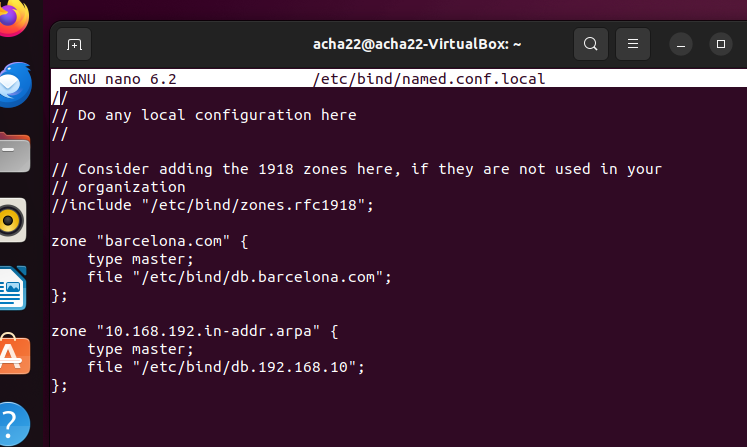 acha22@acha22-VirtualBox: ~
GNU nano 6.2 /etc/bind/named.conf.local
//
// Do any local configuration here
//
// Consider adding the 1918 zones here, if they are not used in your
// organization
//include "/etc/bind/zones.rfc1918";
zone "barcelona.com" {
    type master;
    file "/etc/bind/db.barcelona.com";
};
zone "10.168.192.in-addr.arpa" {
    type master;
    file "/etc/bind/db.192.168.10";
};